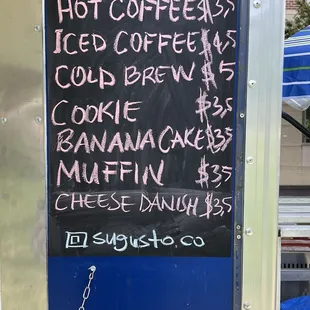 HOT COFFEE $3,5
ICED COFFEE $4,5
COLD BREW $5
COOKIE $3,5
BANANA CAKE $3,5
MUFFIN $3,5
CHEESE DANISH $3,5
sugusto.co